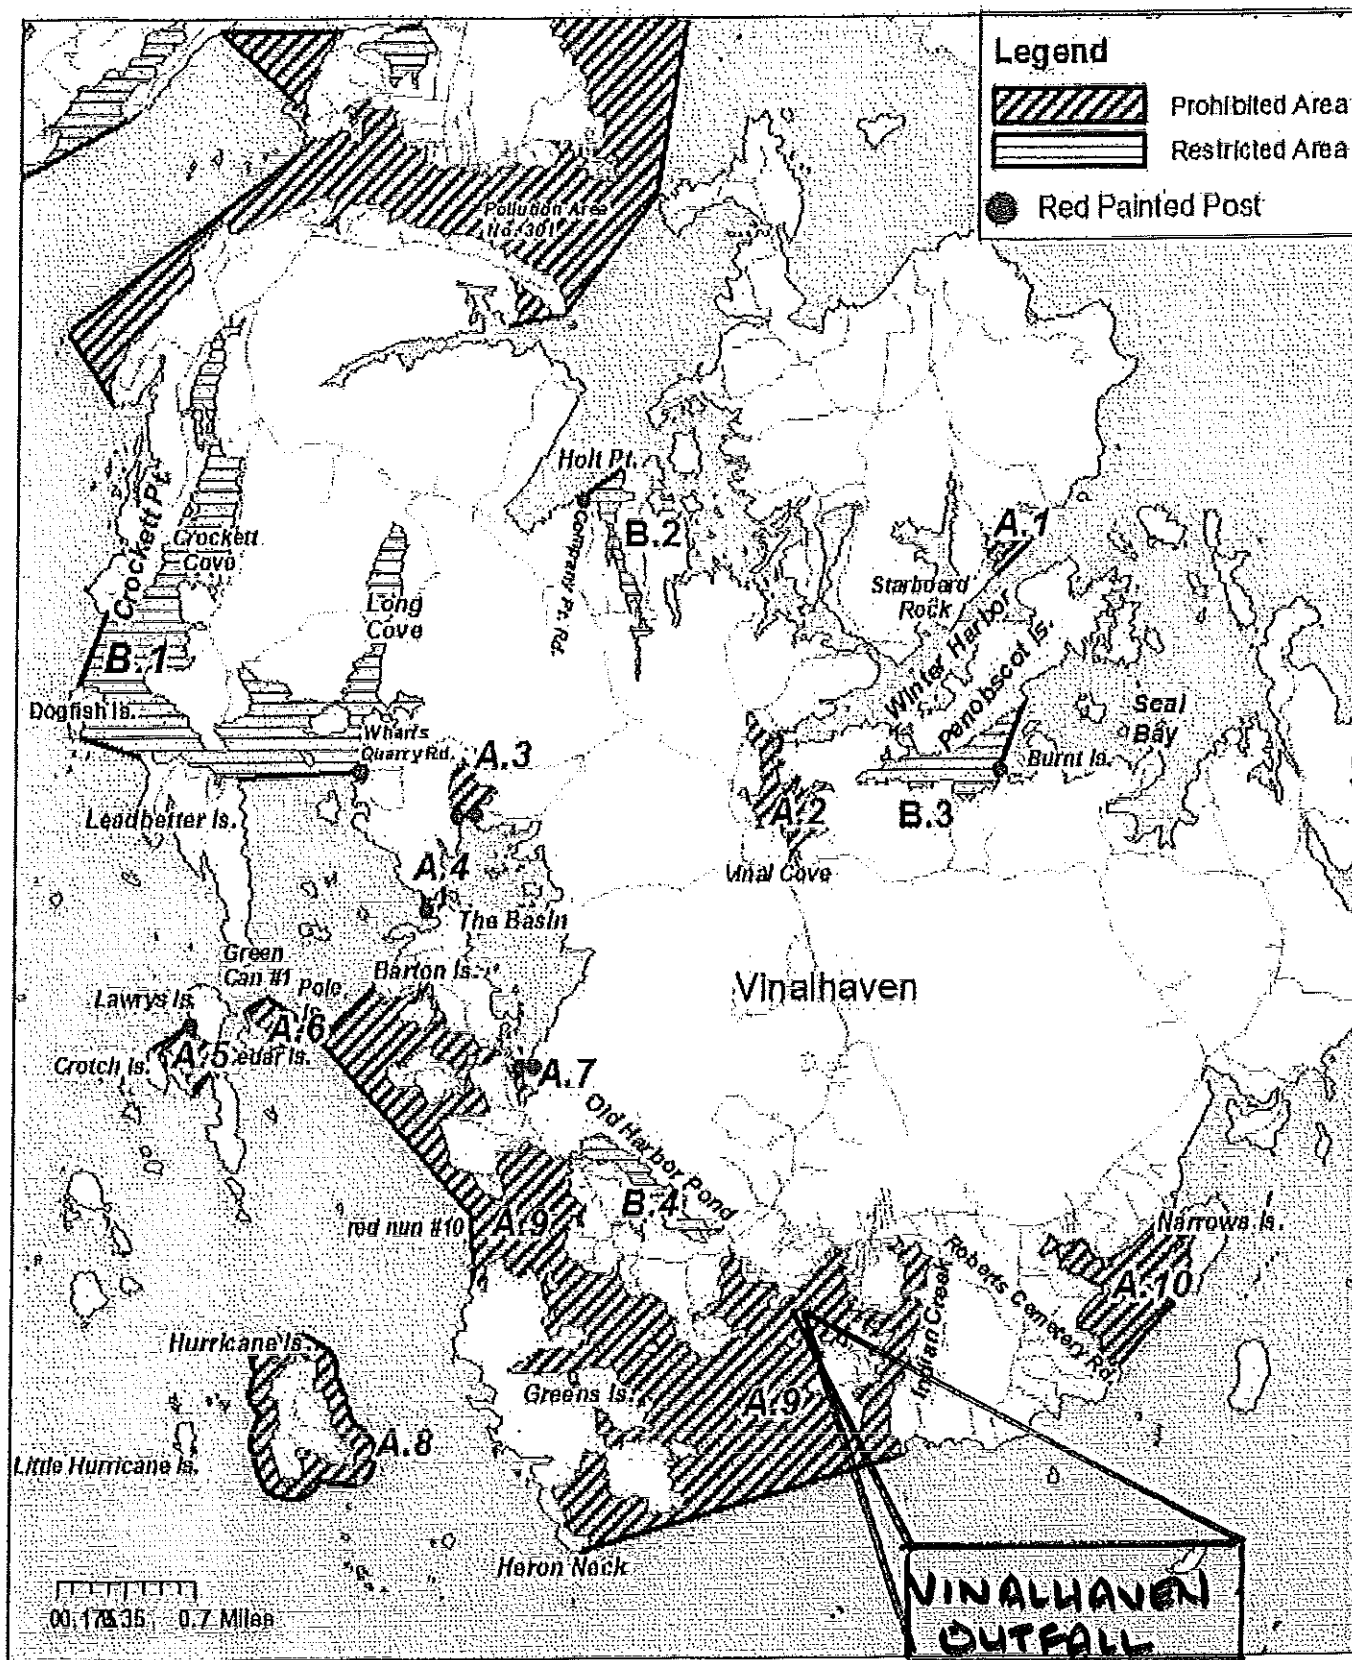 Legend
Prohibited Area
Restricted Area
Red Painted Post
Pollution Area
No. 301
Holt Pt.
Company Pt. Rd.
B.2
A.1
Crockett Pt.
Crockett
Cove
Long
Cove
Starboard
Rock
Winter Harbor
Penobscot Is.
B.1
Dogfish Is.
Wharfs
Quarry Rd.
A.3
Seal
Bay
Burnt Is.
Leadbetter Is.
A.2
B.3
Vinal Cove
A.4
The Basin
Green
Can #1
Pole
Is.
Barton Is.
Vinalhaven
Lawrys Is.
A.6
Crotch Is.
A.5
edar Is.
A.7
Old Harbor Pond
B.4
red nun #10
A.9
Narrows Is.
Roberts Cemetery Rd.
Indian Creek
A.10
Hurricane Is.
Greens Is.
A.9
A.8
Little Hurricane Is.
Heron Neck
0.7 Miles
VINALHAVEN
OUTFALL